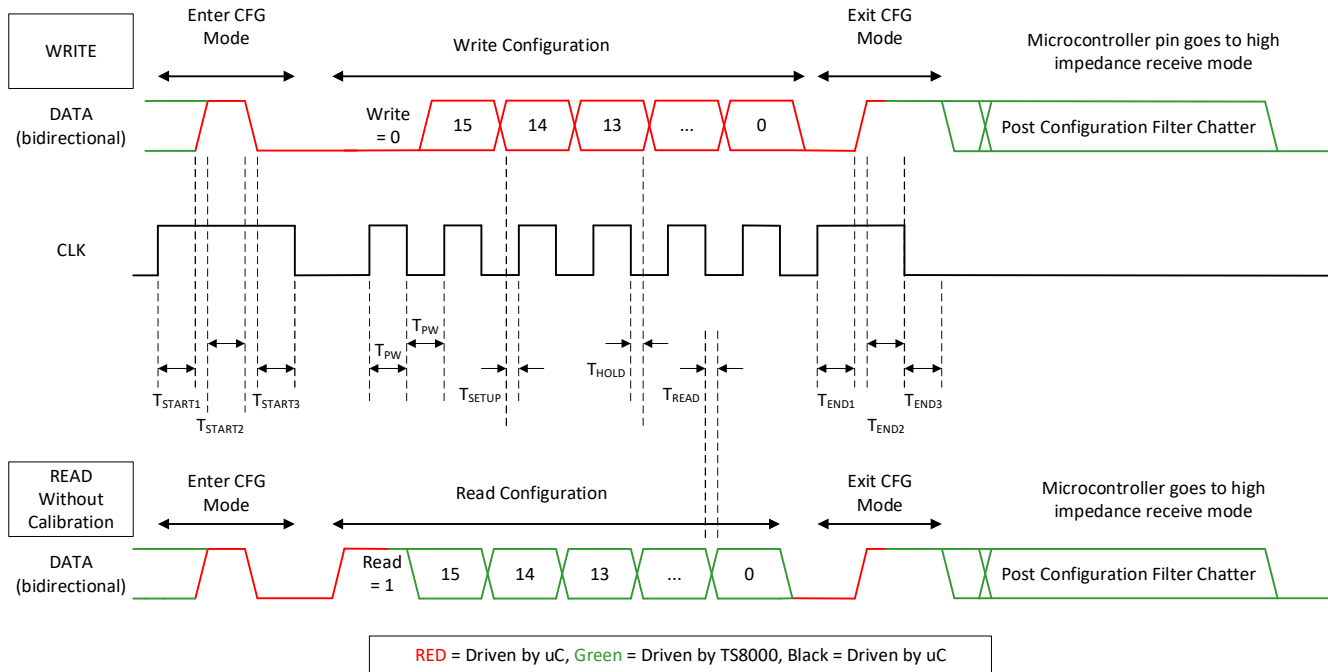 Enter CFG
Mode
Exit CFG
Mode
WRITE
Write Configuration
Microcontroller pin goes to high
impedance receive mode
DATA
(bidirectional)
Write
= 0
15
14
13
...
0
Post Configuration Filter Chatter
CLK
TPW
TPW
TSTART1
TSTART2
TSTART3
TSETUP
THOLD
TREAD
TEND1
TEND2
TEND3
READ
Without
Calibration
Enter CFG
Mode
Read Configuration
Exit CFG
Mode
Microcontroller goes to high
impedance receive mode
DATA
(bidirectional)
Read
= 1
15
14
13
...
0
Post Configuration Filter Chatter
RED = Driven by uC, Green = Driven by TS8000, Black = Driven by uC